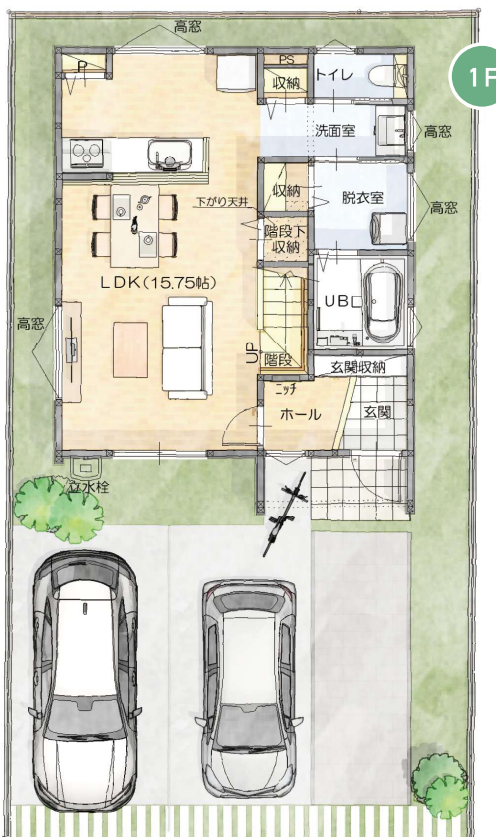 高窓
1F
P
PS
収納
トイレ
洗面室
高窓
収納
脱衣室
下がり天井
高窓
階段下
収納
LDK(15.75帖)
UB
高窓
UP
階段
玄関収納
ニッチ
ホール
玄関
立水栓